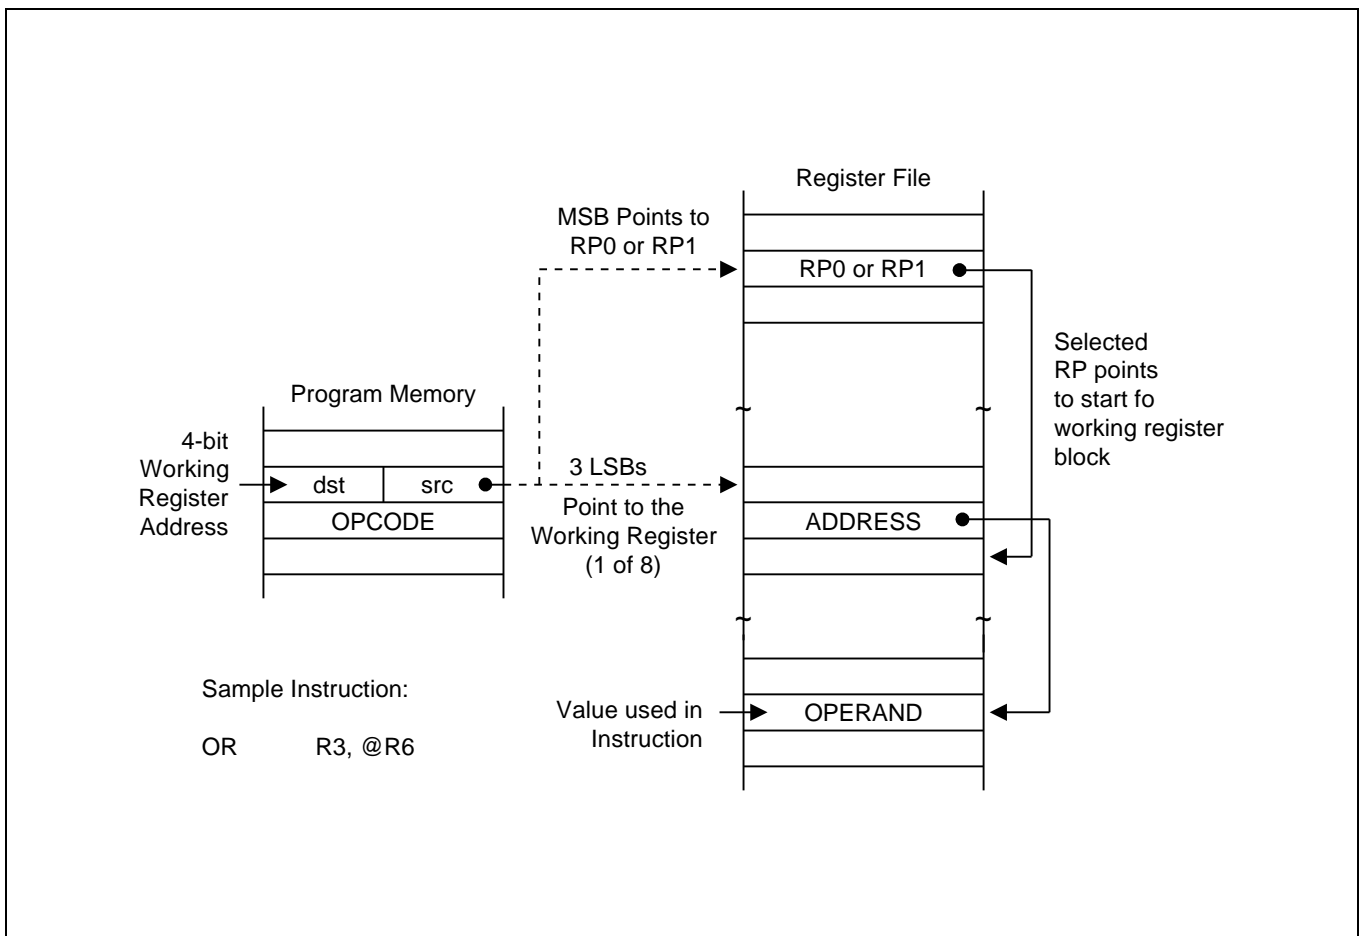 Register File
MSB Points to
RP0 or RP1
RP0 or RP1
Selected
RP points
to start fo
working register
block
Program Memory
4-bit
Working
Register
Address
dst
src
OPCODE
3 LSBs
Point to the
Working Register
(1 of 8)
ADDRESS
~ ~
~ ~
Sample Instruction:
OR R3, @R6
Value used in
Instruction
OPERAND